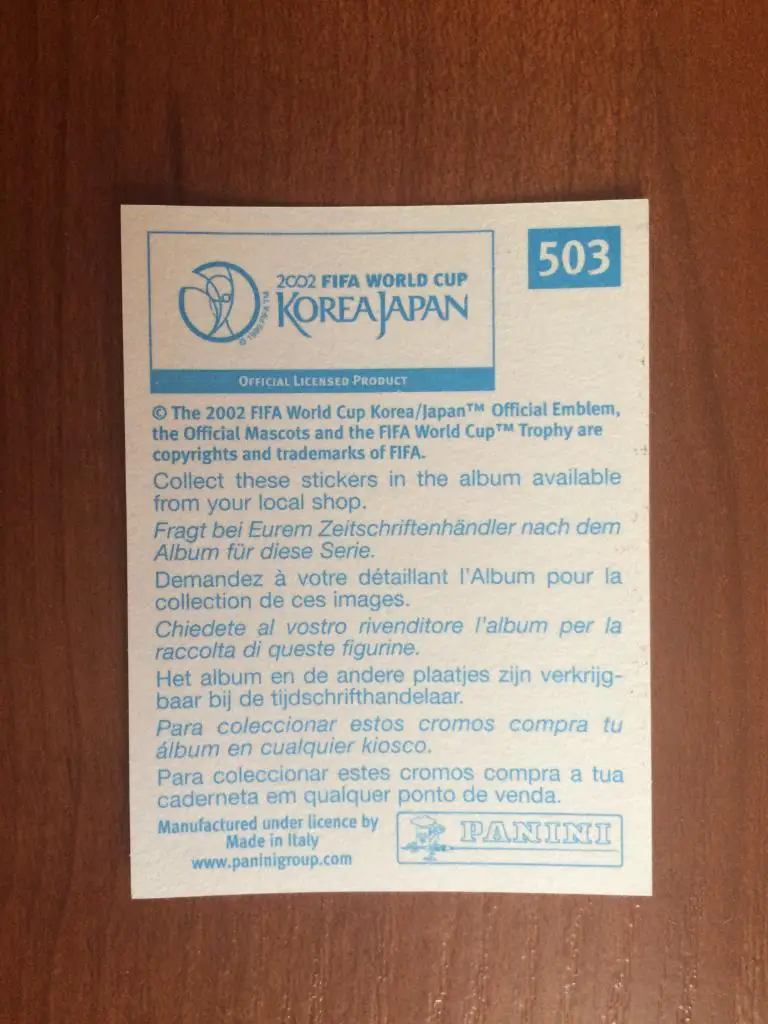 503
2002 FIFA WORLD CUP
KOREAJAPAN
© 1999 FIFA TM
OFFICIAL LICENSED PRODUCT
© The 2002 FIFA World Cup Korea/Japan™ Official Emblem,
the Official Mascots and the FIFA World Cup™ Trophy are
copyrights and trademarks of FIFA.
Collect these stickers in the album available
from your local shop.
Fragt bei Eurem Zeitschriftenhändler nach dem
Album für diese Serie.
Demandez à votre détaillant l'Album pour la
collection de ces images.
Chiedete al vostro rivenditore l'album per la
raccolta di queste figurine.
Het album en de andere plaatjes zijn verkrijg-
baar bij de tijdschrifthandelaar.
Para coleccionar estos cromos compra tu
álbum en cualquier kiosco.
Para coleccionar estes cromos compra a tua
caderneta em qualquer ponto de venda.
Manufactured under licence by
Made in Italy
www.paninigroup.com
PANINI